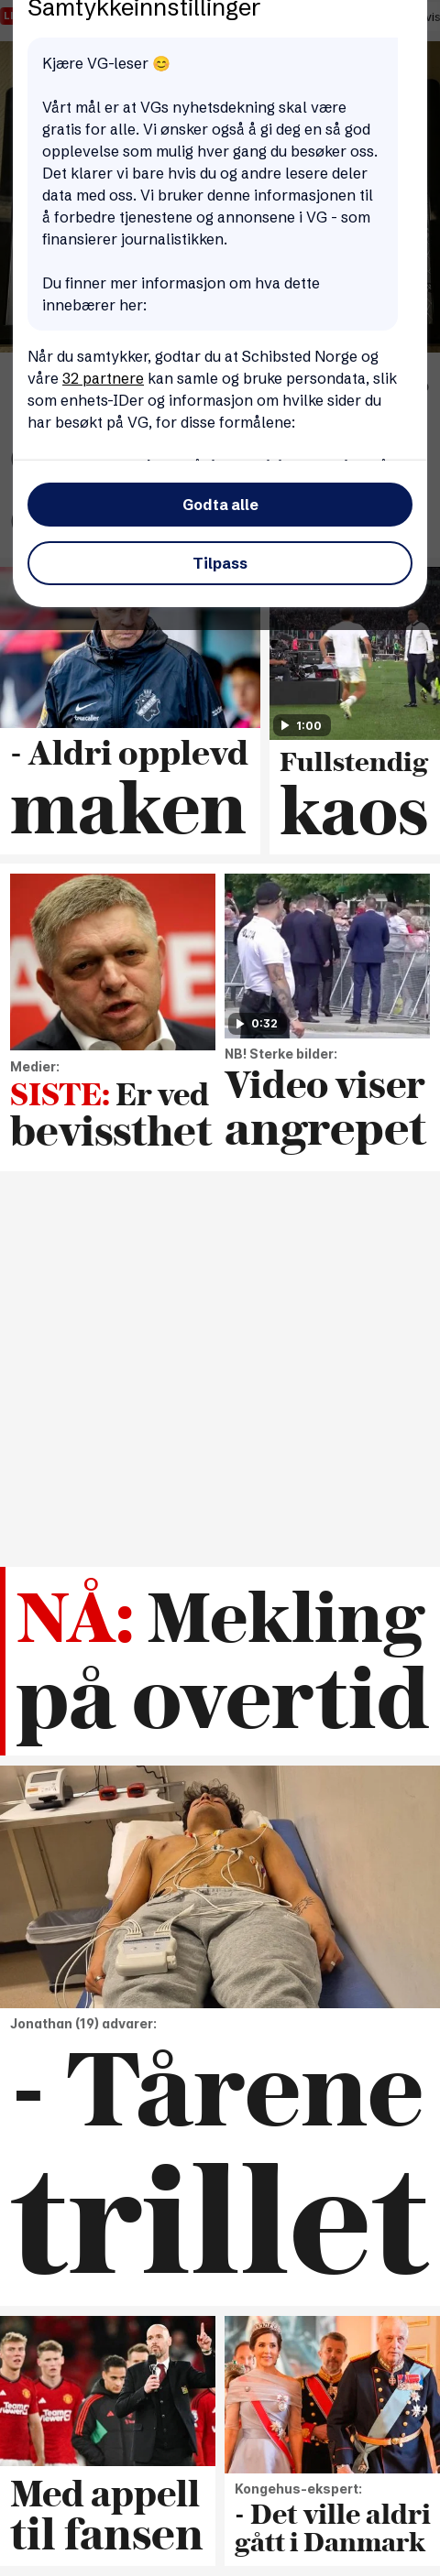 Samtykkeinnstillinger
Kjære VG-leser 😊
Vårt mål er at VGs nyhetsdekning skal være
gratis for alle. Vi ønsker også å gi deg en så god
opplevelse som mulig hver gang du besøker oss.
Det klarer vi bare hvis du og andre lesere deler
data med oss. Vi bruker denne informasjonen til
å forbedre tjenestene og annonsene i VG - som
finansierer journalistikken.
Du finner mer informasjon om hva dette
innebærer her:
Når du samtykker, godtar du at Schibsted Norge og
våre 32 partnere kan samle og bruke persondata, slik
som enhets-IDer og informasjon om hvilke sider du
har besøkt på VG, for disse formålene:
Godta alle
Tilpass
1:00
- Aldri opplevd
maken
Fullstendig
kaos
0:32
Medier:
SISTE: Er ved
bevissthet
NB! Sterke bilder:
Video viser
angrepet
NÅ: Mekling
på overtid
Jonathan (19) advarer:
- Tårene
trillet
Med appell
til fansen
Kongehus-ekspert:
- Det ville aldri
gått i Danmark